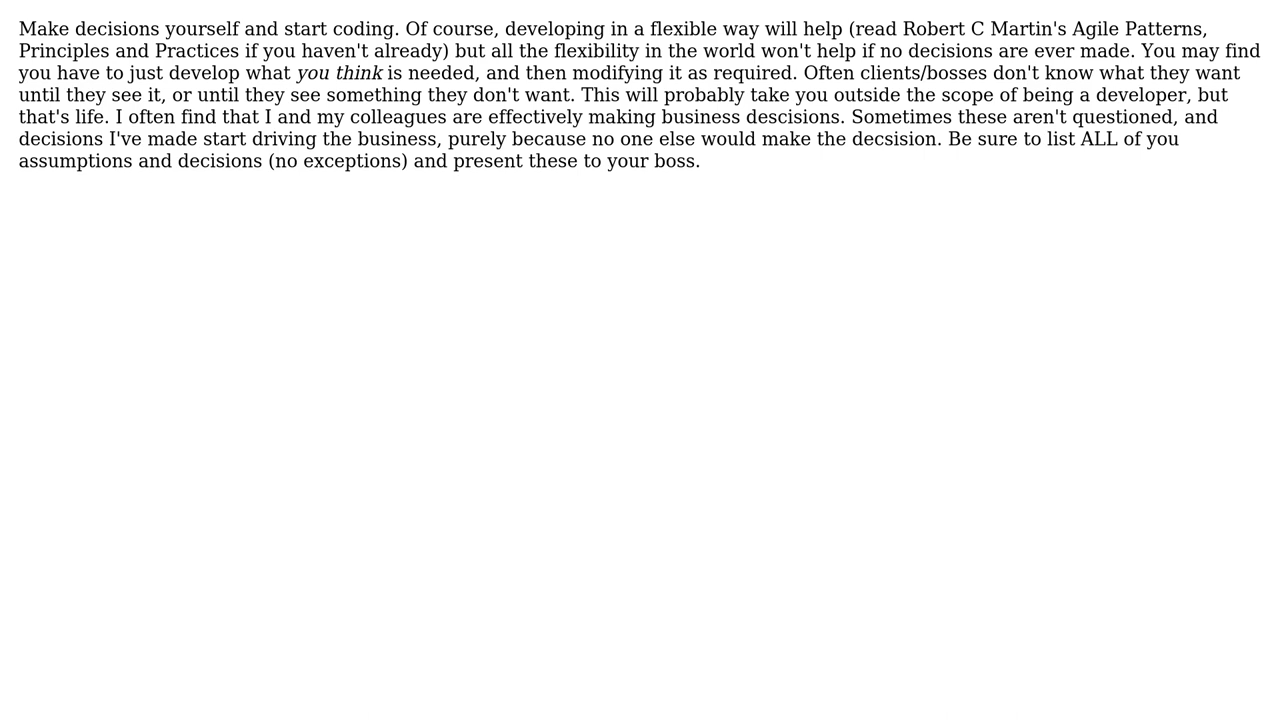 Make decisions yourself and start coding. Of course, developing in a flexible way will help (read Robert C Martin's Agile Patterns,
Principles and Practices if you haven't already) but all the flexibility in the world won't help if no decisions are ever made. You may find
you have to just develop what you think is needed, and then modifying it as required. Often clients/bosses don't know what they want
until they see it, or until they see something they don't want. This will probably take you outside the scope of being a developer, but
that's life. I often find that I and my colleagues are effectively making business descisions. Sometimes these aren't questioned, and
decisions I've made start driving the business, purely because no one else would make the decsision. Be sure to list ALL of you
assumptions and decisions (no exceptions) and present these to your boss.